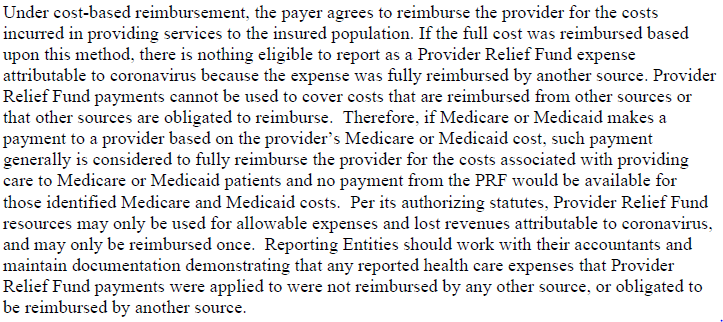 Under cost-based reimbursement, the payer agrees to reimburse the provider for the costs
incurred in providing services to the insured population. If the full cost was reimbursed based
upon this method, there is nothing eligible to report as a Provider Relief Fund expense
attributable to coronavirus because the expense was fully reimbursed by another source. Provider
Relief Fund payments cannot be used to cover costs that are reimbursed from other sources or
that other sources are obligated to reimburse.  Therefore, if Medicare or Medicaid makes a
payment to a provider based on the provider's Medicare or Medicaid cost, such payment
generally is considered to fully reimburse the provider for the costs associated with providing
care to Medicare or Medicaid patients and no payment from the PRF would be available for
those identified Medicare and Medicaid costs.  Per its authorizing statutes, Provider Relief Fund
resources may only be used for allowable expenses and lost revenues attributable to coronavirus,
and may only be reimbursed once.  Reporting Entities should work with their accountants and
maintain documentation demonstrating that any reported health care expenses that Provider
Relief Fund payments were applied to were not reimbursed by any other source, or obligated to
be reimbursed by another source.